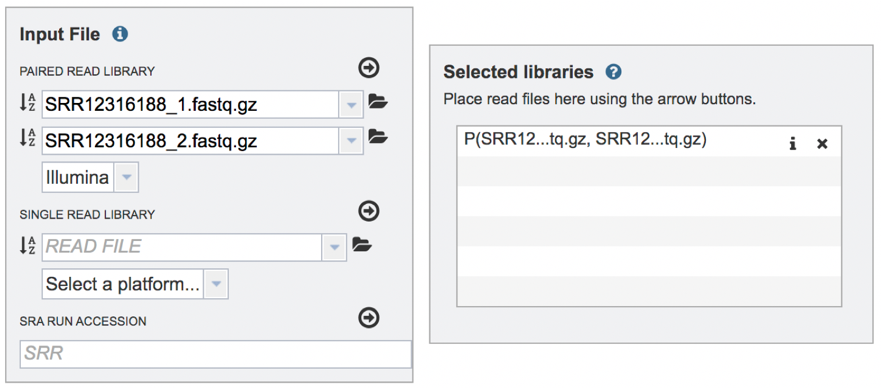 Input File
PAIRED READ LIBRARY
SRR12316188_1.fastq.gz
SRR12316188_2.fastq.gz
Illumina
SINGLE READ LIBRARY
READ FILE
Select a platform...
SRA RUN ACCESSION
SRR
Selected libraries
Place read files here using the arrow buttons.
P(SRR12...tq.gz, SRR12...tq.gz)